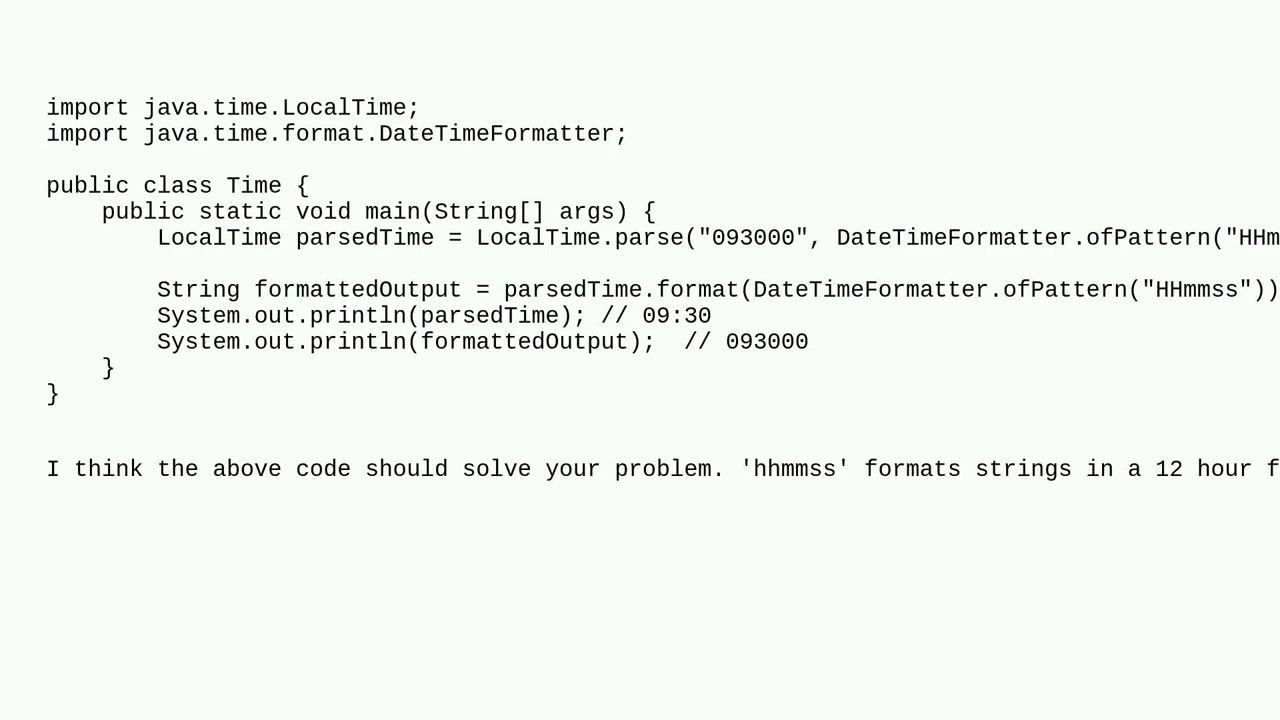 import java.time.LocalTime;
import java.time.format.DateTimeFormatter;

public class Time {
    public static void main(String[] args) {
        LocalTime parsedTime = LocalTime.parse("093000", DateTimeFormatter.ofPattern("HHm

        String formattedOutput = parsedTime.format(DateTimeFormatter.ofPattern("HHmmss"))
        System.out.println(parsedTime); // 09:30
        System.out.println(formattedOutput);  // 093000
    }
}

I think the above code should solve your problem. 'hhmmss' formats strings in a 12 hour f